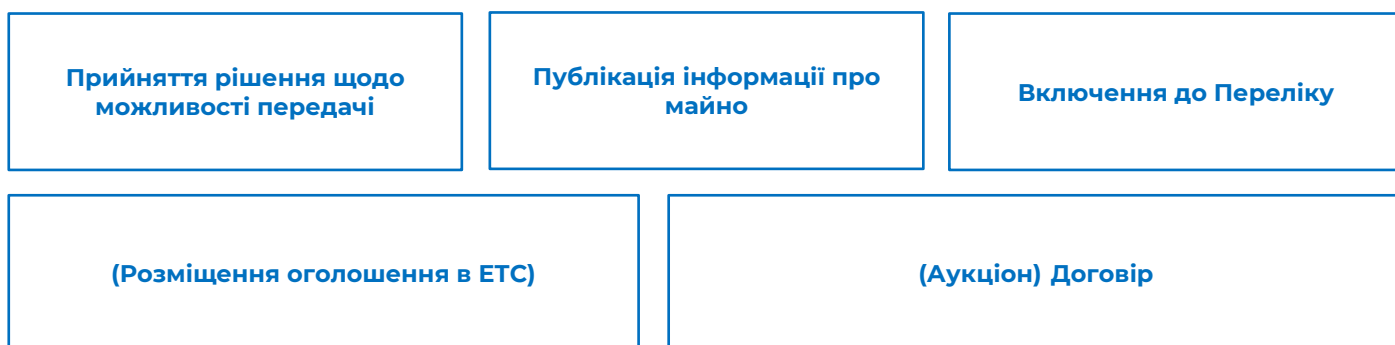 Прийняття рішення щодо
можливості передачі
Публікація інформації про
майно
Включення до Переліку
(Розміщення оголошення в ЕТС)
(Аукціон) Договір